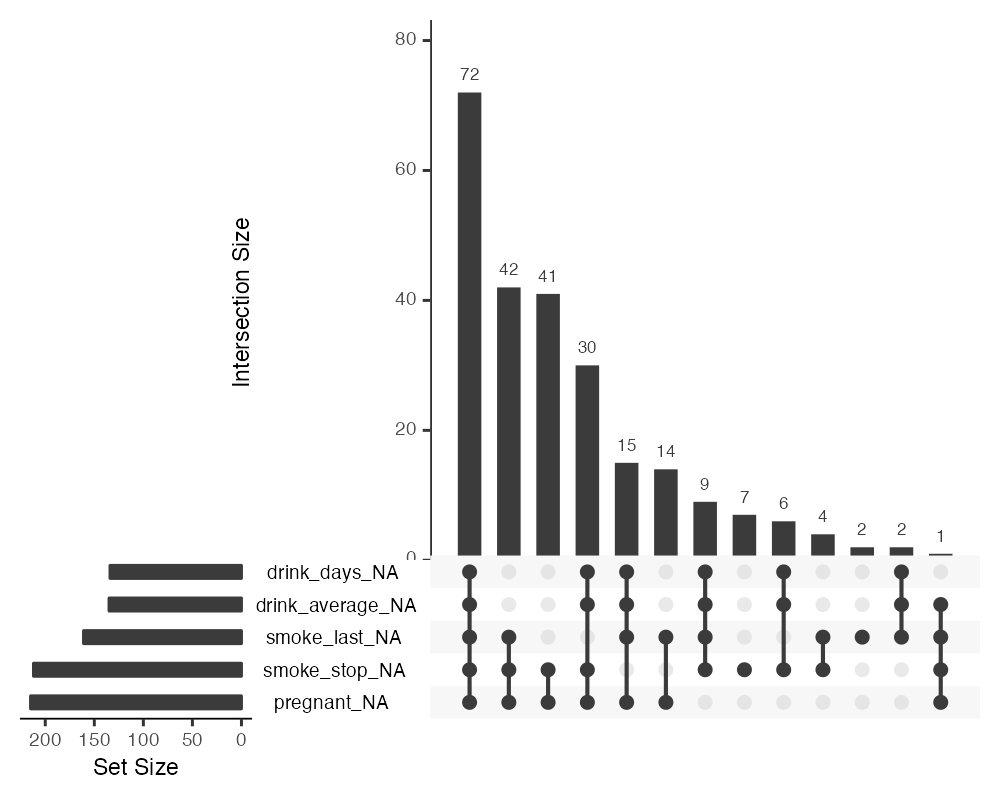 80
60
40
20
0
Intersection Size
72
42
41
30
15
14
9
7
6
4
2
2
1
drink_days_NA
drink_average_NA
smoke_last_NA
smoke_stop_NA
pregnant_NA
200 150 100 50 0
Set Size